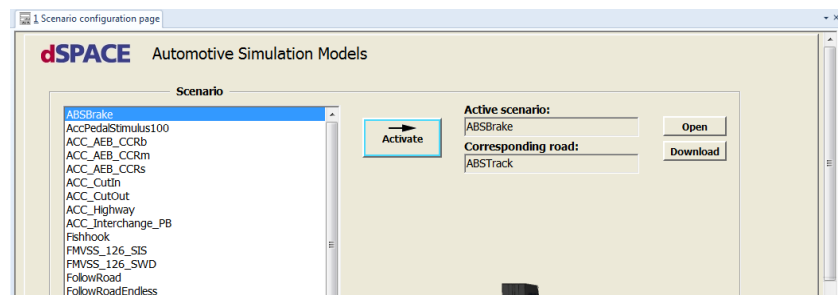 1 Scenario configuration page
dSPACE Automotive Simulation Models
Scenario
ABSBrake
AccPedalStimulus100
ACC_AEB_CCRb
ACC_AEB_CCRm
ACC_AEB_CCRs
ACC_CutIn
ACC_CutOut
ACC_Highway
ACC_Interchange_PB
Fishhook
FMVSS_126_SIS
FMVSS_126_SWD
FollowRoad
FollowRoadEndless
Activate
Active scenario:
ABSBrake
Open
Corresponding road:
ABSTrack
Download